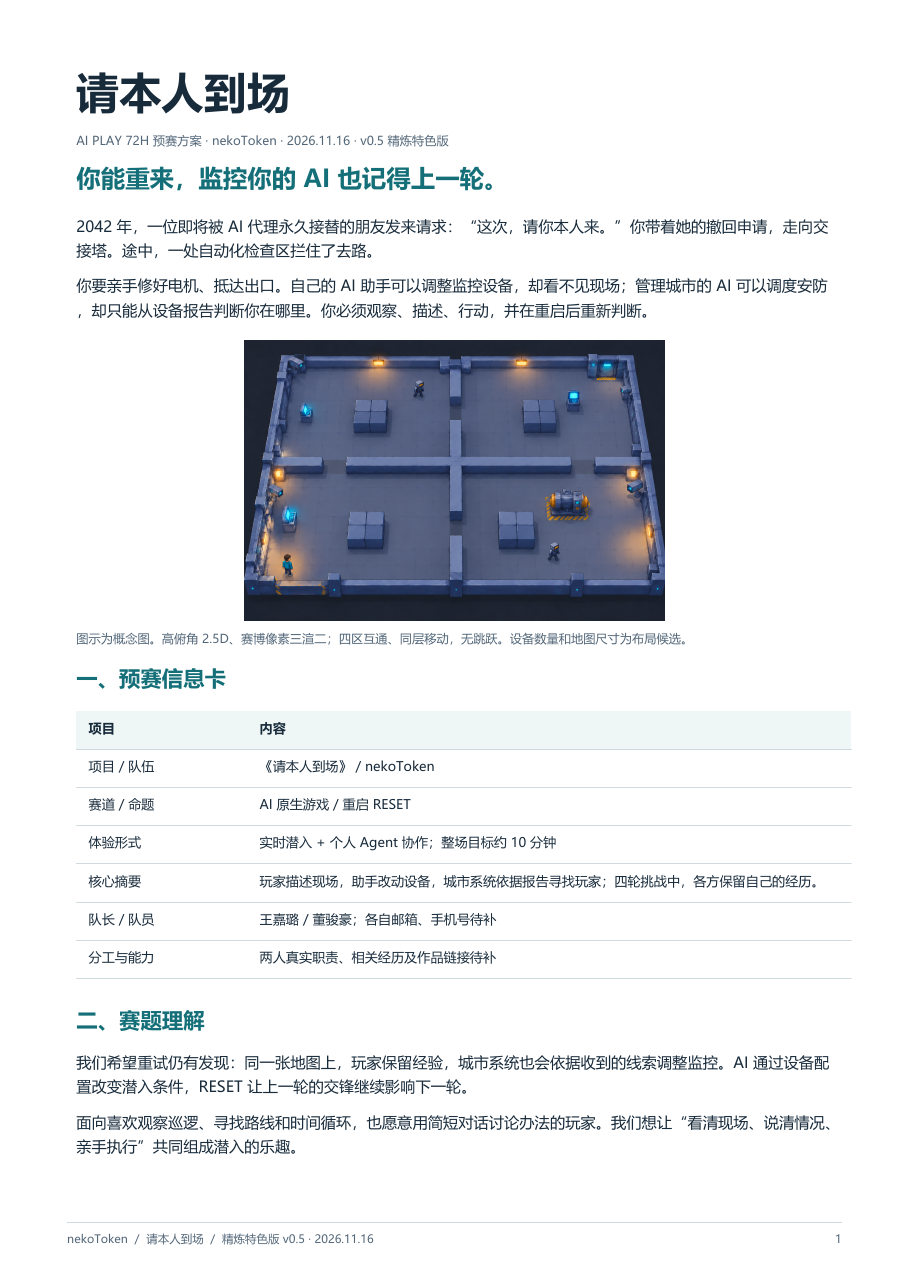 请本人到场
AI PLAY 72H 预赛方案 · nekoToken · 2026.11.16 · v0.5 精炼特色版
你能重来，监控你的 AI 也记得上一轮。
2042 年，一位即将被 AI 代理永久接替的朋友发来请求：“这次，请你本人来。”你带着她的撤回申请，走向交
接塔。途中，一处自动化检查区拦住了去路。
你要亲手修好电机、抵达出口。自己的 AI 助手可以调整监控设备，却看不见现场；管理城市的 AI 可以调度安防
，却只能从设备报告判断你在哪里。你必须观察、描述、行动，并在重启后重新判断。
图示为概念图。高俯角 2.5D、赛博像素三渲二；四区互通、同层移动，无跳跃。设备数量和地图尺寸为布局候选。
一、预赛信息卡
项目 内容
项目 / 队伍 《请本人到场》 / nekoToken
赛道 / 命题 AI 原生游戏 / 重启 RESET
体验形式 实时潜入 + 个人 Agent 协作；整场目标约 10 分钟
核心摘要 玩家描述现场，助手改动设备，城市系统依据报告寻找玩家；四轮挑战中，各方保留自己的经历。
队长 / 队员 王嘉璐 / 董骏豪；各自邮箱、手机号待补
分工与能力 两人真实职责、相关经历及作品链接待补
二、赛题理解
我们希望重试仍有发现：同一张地图上，玩家保留经验，城市系统也会依据收到的线索调整监控。AI 通过设备配
置改变潜入条件，RESET 让上一轮的交锋继续影响下一轮。
面向喜欢观察巡逻、寻找路线和时间循环，也愿意用简短对话讨论办法的玩家。我们想让“看清现场、说清情况、
亲手执行”共同组成潜入的乐趣。
nekoToken / 请本人到场 / 精炼特色版 v0.5 · 2026.11.16 1